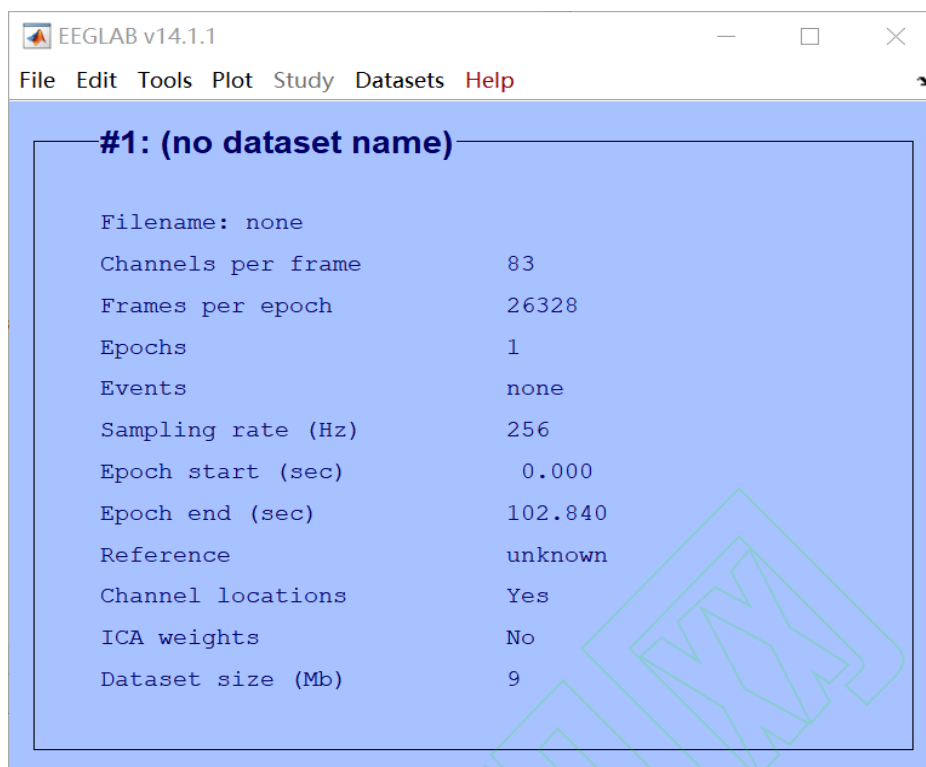 EEGLAB v14.1.1
File Edit Tools Plot Study Datasets Help
#1: (no dataset name)
Filename: none
Channels per frame 83
Frames per epoch 26328
Epochs 1
Events none
Sampling rate (Hz) 256
Epoch start (sec) 0.000
Epoch end (sec) 102.840
Reference unknown
Channel locations Yes
ICA weights No
Dataset size (Mb) 9